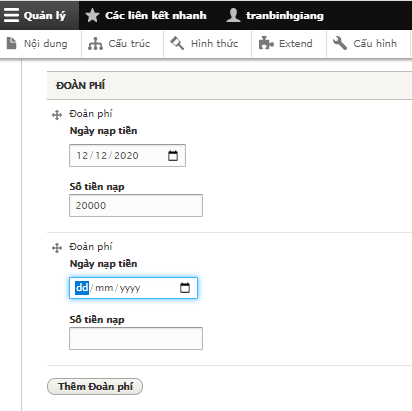 Quản lý Các liên kết nhanh tranbinhgiang
Nội dung Cấu trúc Hình thức Extend Cấu hình
ĐOÀN PHÍ
Đoàn phí
Ngày nạp tiền
12/12/2020
Số tiền nạp
20000
Đoàn phí
Ngày nạp tiền
dd/mm/yyyy
Số tiền nạp
Thêm Đoàn phí